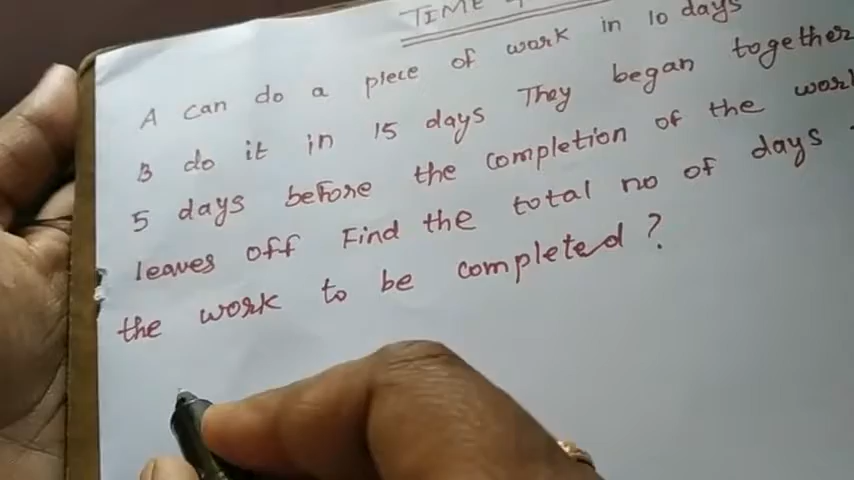 TIME
A can do a piece of work in 10 days
B do it in 15 days They began together
5 days before the completion of the work
leaves off Find the total no of days
the work to be completed ?